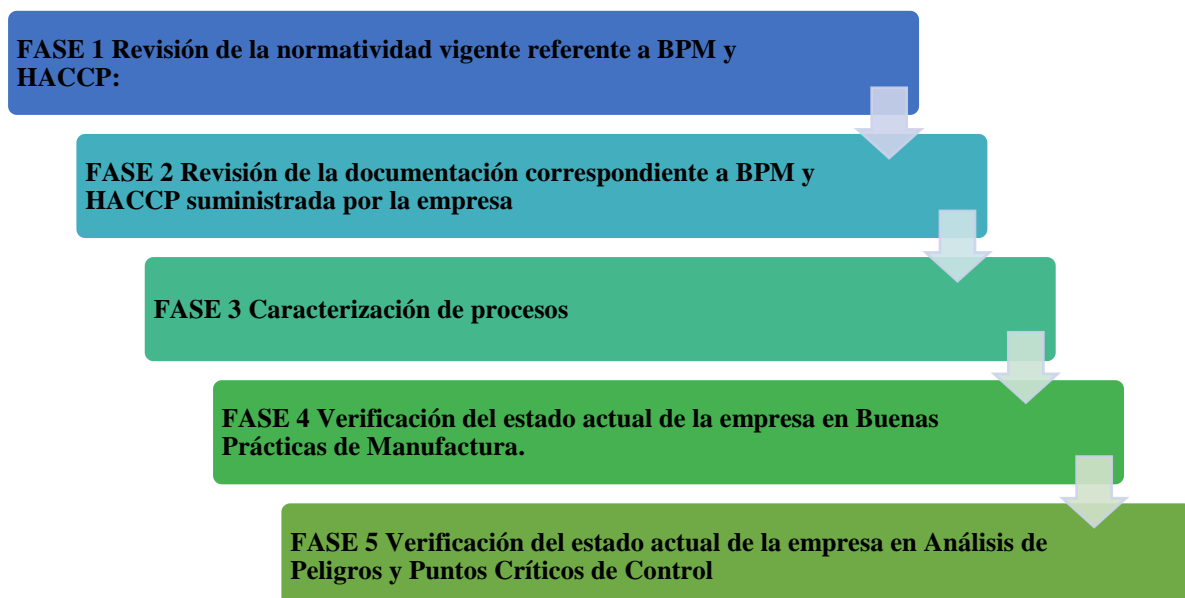 FASE 1 Revisión de la normatividad vigente referente a BPM y
HACCP:
FASE 2 Revisión de la documentación correspondiente a BPM y
HACCP suministrada por la empresa
FASE 3 Caracterización de procesos
FASE 4 Verificación del estado actual de la empresa en Buenas
Prácticas de Manufactura.
FASE 5 Verificación del estado actual de la empresa en Análisis de
Peligros y Puntos Críticos de Control